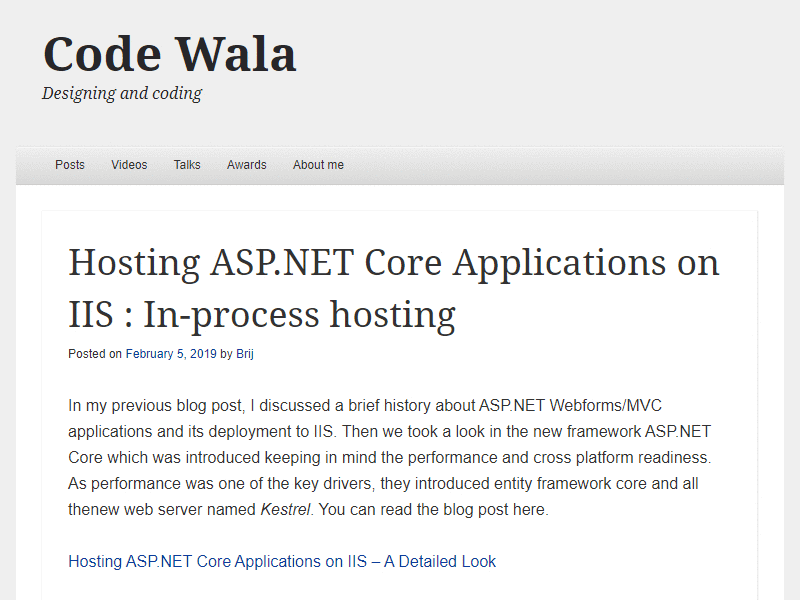 Code Wala
Designing and coding
Posts Videos Talks Awards About me
Hosting ASP.NET Core Applications on
IIS : In-process hosting
Posted on February 5, 2019 by Brij
In my previous blog post, I discussed a brief history about ASP.NET Webforms/MVC
applications and its deployment to IIS. Then we took a look in the new framework ASP.NET
Core which was introduced keeping in mind the performance and cross platform readiness.
As performance was one of the key drivers, they introduced entity framework core and all
thenew web server named Kestrel. You can read the blog post here.
Hosting ASP.NET Core Applications on IIS – A Detailed Look